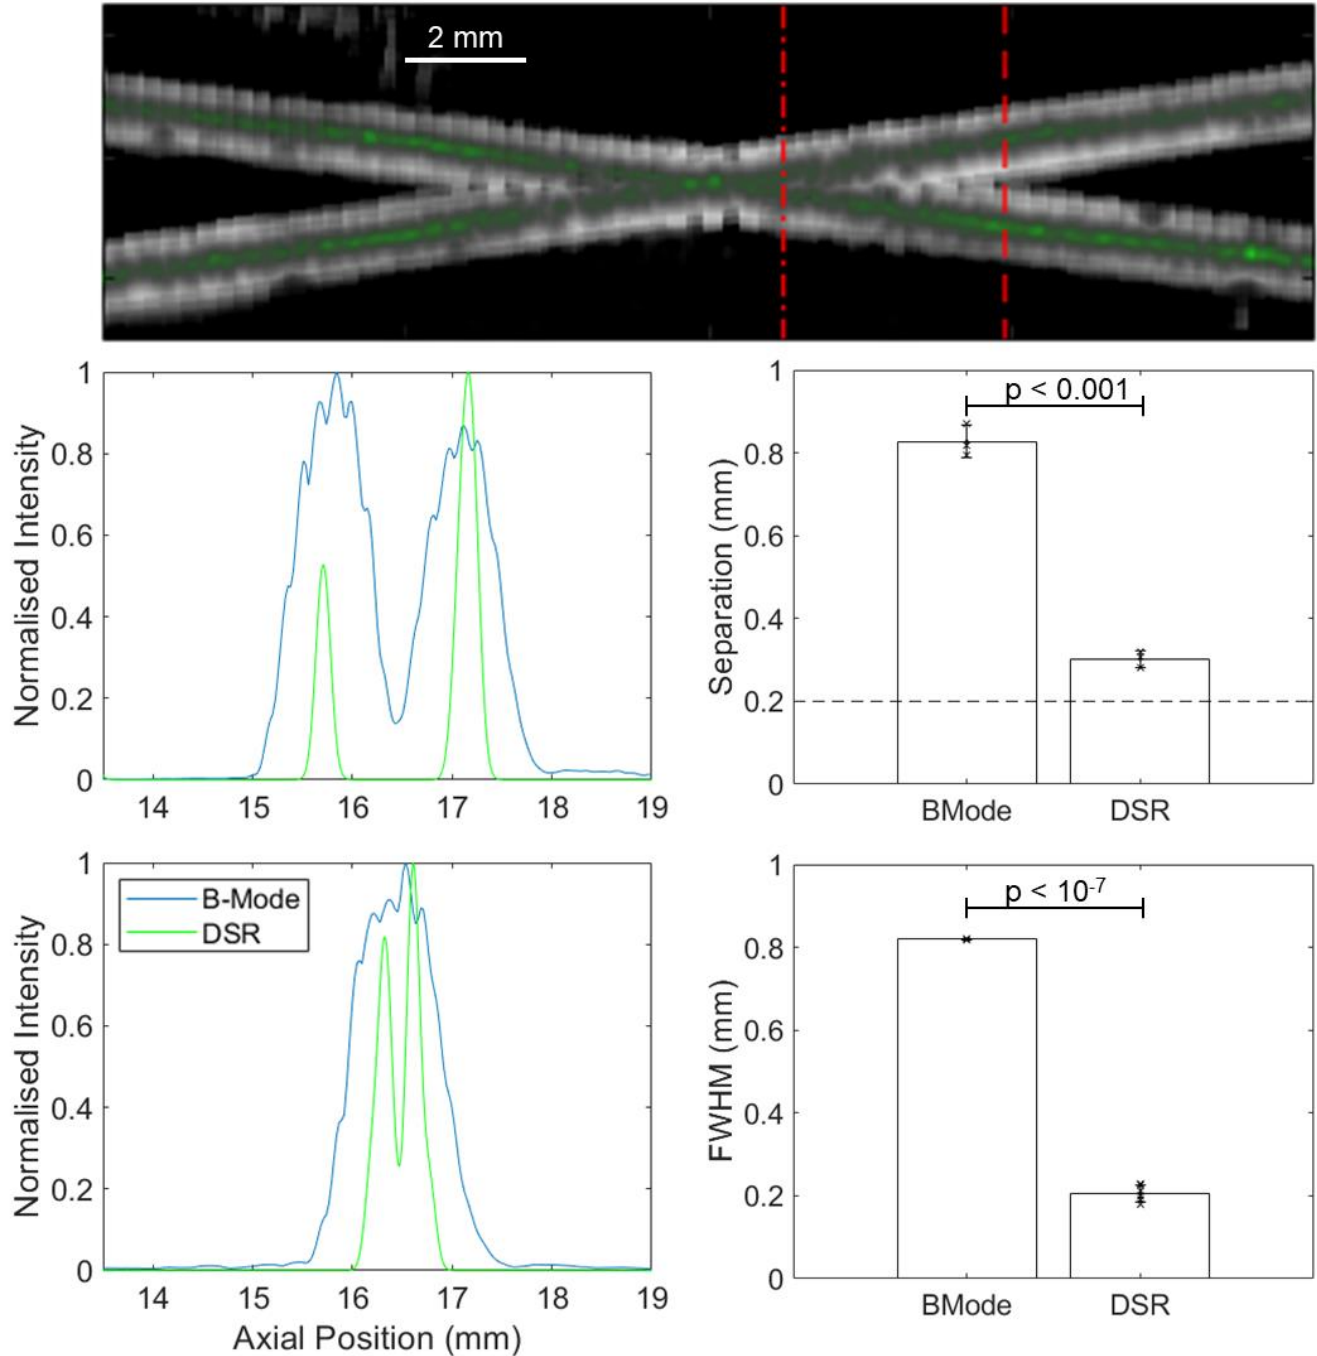 2 mm
1
0.8
0.6
0.4
0.2
0
Normalised Intensity
14 15 16 17 18 19
1
0.8
0.6
0.4
0.2
0
Separation (mm)
p < 0.001
BMode DSR
1
0.8
0.6
0.4
0.2
0
Normalised Intensity
B-Mode
DSR
14 15 16 17 18 19
Axial Position (mm)
1
0.8
0.6
0.4
0.2
0
FWHM (mm)
p < 10⁻⁷
BMode DSR